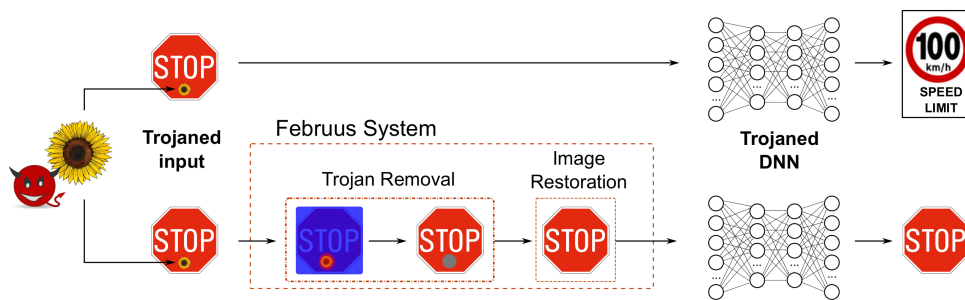 STOP
100
km/h
SPEED
LIMIT
...
...
...
...
Trojaned
input
Trojaned
DNN
Februus System
Trojan Removal
Image
Restoration
STOP
STOP
STOP
STOP
...
...
...
...
STOP